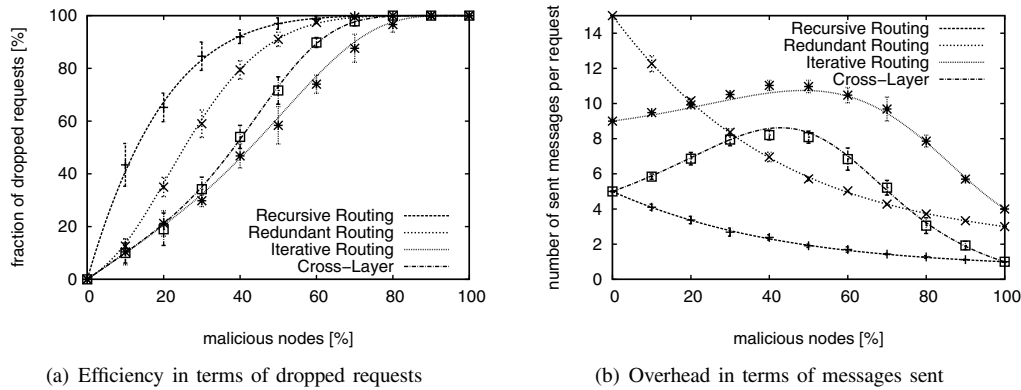 fraction of dropped requests [%]
100
80
60
40
20
0
Recursive Routing
Redundant Routing
Iterative Routing
Cross-Layer
0 20 40 60 80 100
malicious nodes [%]
(a) Efficiency in terms of dropped requests
number of sent messages per request
14
12
10
8
6
4
2
0
Recursive Routing
Redundant Routing
Iterative Routing
Cross-Layer
0 20 40 60 80 100
malicious nodes [%]
(b) Overhead in terms of messages sent